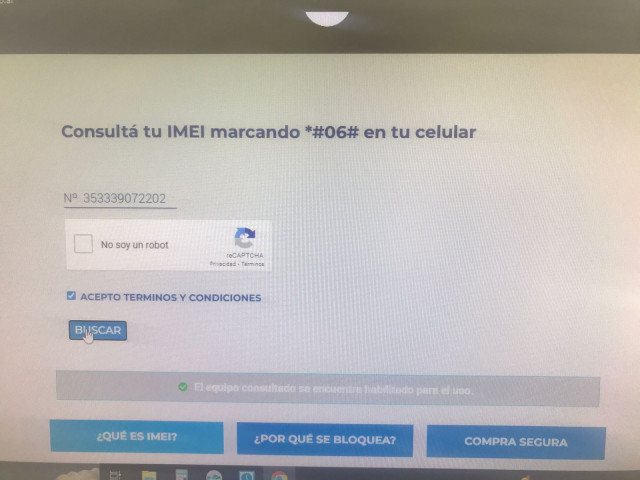 Consultá tu IMEI marcando *#06# en tu celular
Nº 353339072202
No soy un robot
reCAPTCHA
Privacidad - Términos
ACEPTO TERMINOS Y CONDICIONES
BUSCAR
El equipo consultado se encuentra habilitado para el uso.
¿QUÉ ES IMEI?
¿POR QUÉ SE BLOQUEA?
COMPRA SEGURA